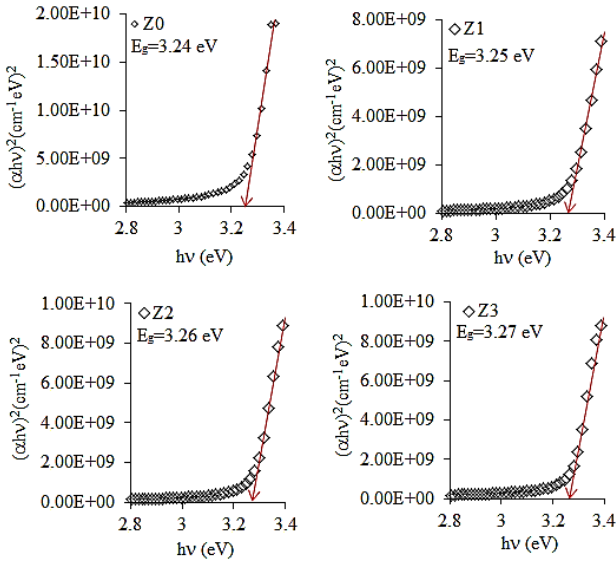 Z0
E_g=3.24 eV
2.00E+10
1.50E+10
1.00E+10
5.00E+09
0.00E+00
(αhν)²(cm⁻¹eV)²
2.8 3 3.2 3.4
hν (eV)
Z1
E_g=3.25 eV
8.00E+09
6.00E+09
4.00E+09
2.00E+09
0.00E+00
(αhν)²(cm⁻¹eV)²
2.8 3 3.2 3.4
hν (eV)
Z2
E_g=3.26 eV
1.00E+10
8.00E+09
6.00E+09
4.00E+09
2.00E+09
0.00E+00
(αhν)²(cm⁻¹eV)²
2.8 3 3.2 3.4
hν (eV)
Z3
E_g=3.27 eV
1.00E+10
8.00E+09
6.00E+09
4.00E+09
2.00E+09
0.00E+00
(αhν)²(cm⁻¹eV)²
2.8 3 3.2 3.4
hν (eV)